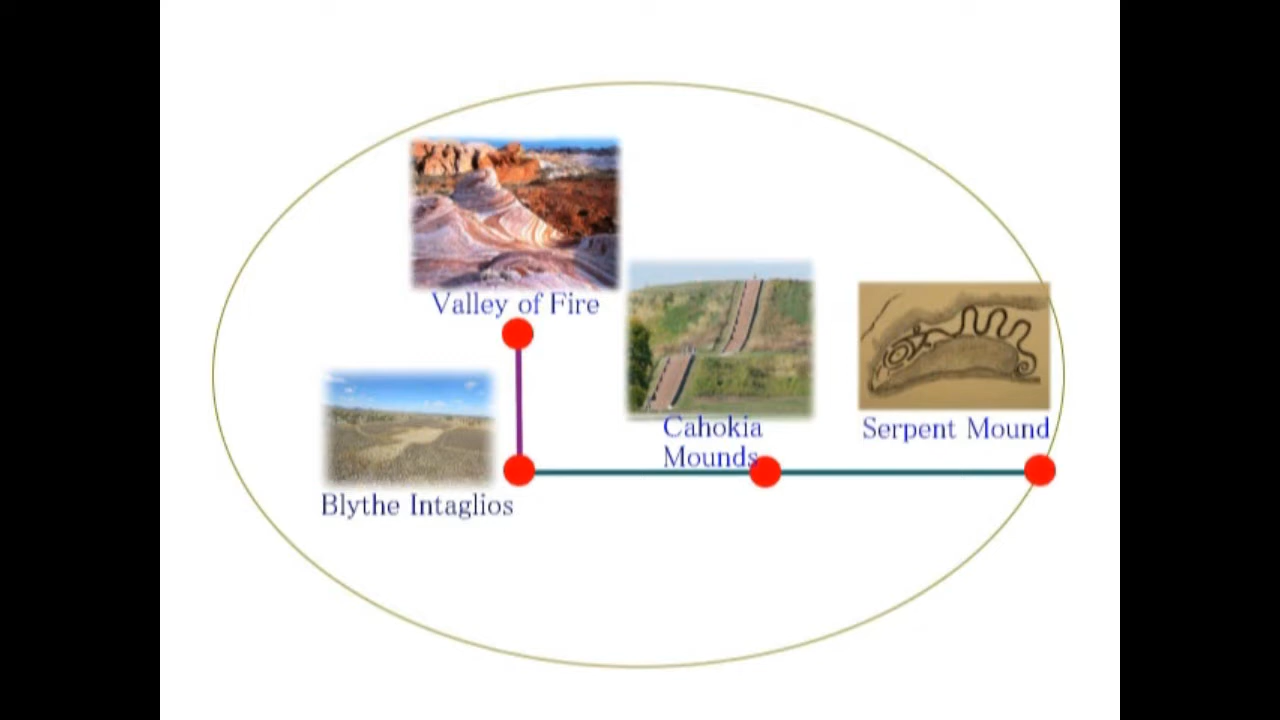 Valley of Fire
Cahokia
Mounds
Serpent Mound
Blythe Intaglios